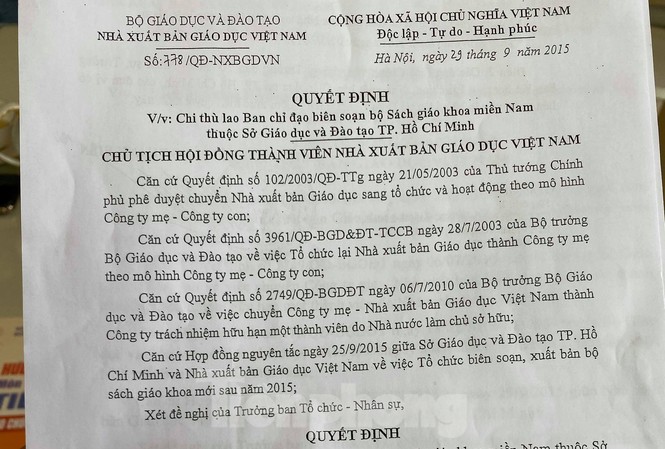 BỘ GIÁO DỤC VÀ ĐÀO TẠO
NHÀ XUẤT BẢN GIÁO DỤC VIỆT NAM
Số: 778/QĐ-NXBGDVN
CỘNG HÒA XÃ HỘI CHỦ NGHĨA VIỆT NAM
Độc lập - Tự do - Hạnh phúc
Hà Nội, ngày 29 tháng 9 năm 2015
QUYẾT ĐỊNH
V/v: Chi thù lao Ban chỉ đạo biên soạn bộ Sách giáo khoa miền Nam
thuộc Sở Giáo dục và Đào tạo TP. Hồ Chí Minh
CHỦ TỊCH HỘI ĐỒNG THÀNH VIÊN NHÀ XUẤT BẢN GIÁO DỤC VIỆT NAM
Căn cứ Quyết định số 102/2003/QĐ-TTg ngày 21/05/2003 của Thủ tướng Chính
phủ phê duyệt chuyển Nhà xuất bản Giáo dục sang tổ chức và hoạt động theo mô hình
Công ty mẹ - Công ty con;
Căn cứ Quyết định số 3961/QĐ-BGD&ĐT-TCCB ngày 28/7/2003 của Bộ trưởng
Bộ Giáo dục và Đào tạo về việc Tổ chức lại Nhà xuất bản Giáo dục thành Công ty mẹ
theo mô hình Công ty mẹ - Công ty con;
Căn cứ Quyết định số 2749/QĐ-BGDĐT ngày 06/7/2010 của Bộ trưởng Bộ Giáo
dục và Đào tạo về việc chuyển Công ty mẹ - Nhà xuất bản Giáo dục Việt Nam thành
Công ty trách nhiệm hữu hạn một thành viên do Nhà nước làm chủ sở hữu;
Căn cứ Hợp đồng nguyên tắc ngày 25/9/2015 giữa Sở Giáo dục và Đào tạo TP. Hồ
Chí Minh và Nhà xuất bản Giáo dục Việt Nam về việc Tổ chức biên soạn, xuất bản bộ
sách giáo khoa mới sau năm 2015;
Xét đề nghị của Trưởng ban Tổ chức - Nhân sự,
QUYẾT ĐỊNH
miền Nam thuộc Sở